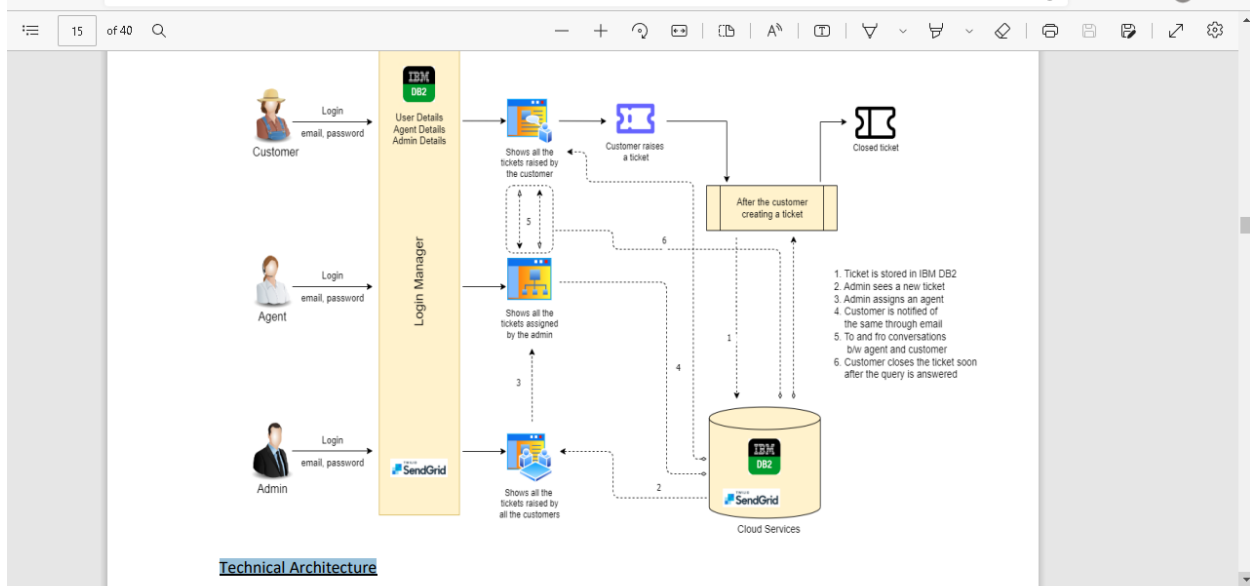 15
of 40
IBM
DB2
User Details
Agent Details
Admin Details
Login
email, password
Customer
Shows all the
tickets raised by
the customer
Customer raises
a ticket
Closed ticket
After the customer
creating a ticket
5
6
Login Manager
Login
email, password
Agent
Shows all the
tickets assigned
by the admin
1. Ticket is stored in IBM DB2
2. Admin sees a new ticket
3. Admin assigns an agent
4. Customer is notified of
the same through email
5. To and fro conversations
b/w agent and customer
6. Customer closes the ticket soon
after the query is answered
1
4
3
Login
email, password
Admin
SendGrid
Shows all the
tickets raised by
all the customers
2
IBM
DB2
SendGrid
Cloud Services
Technical Architecture